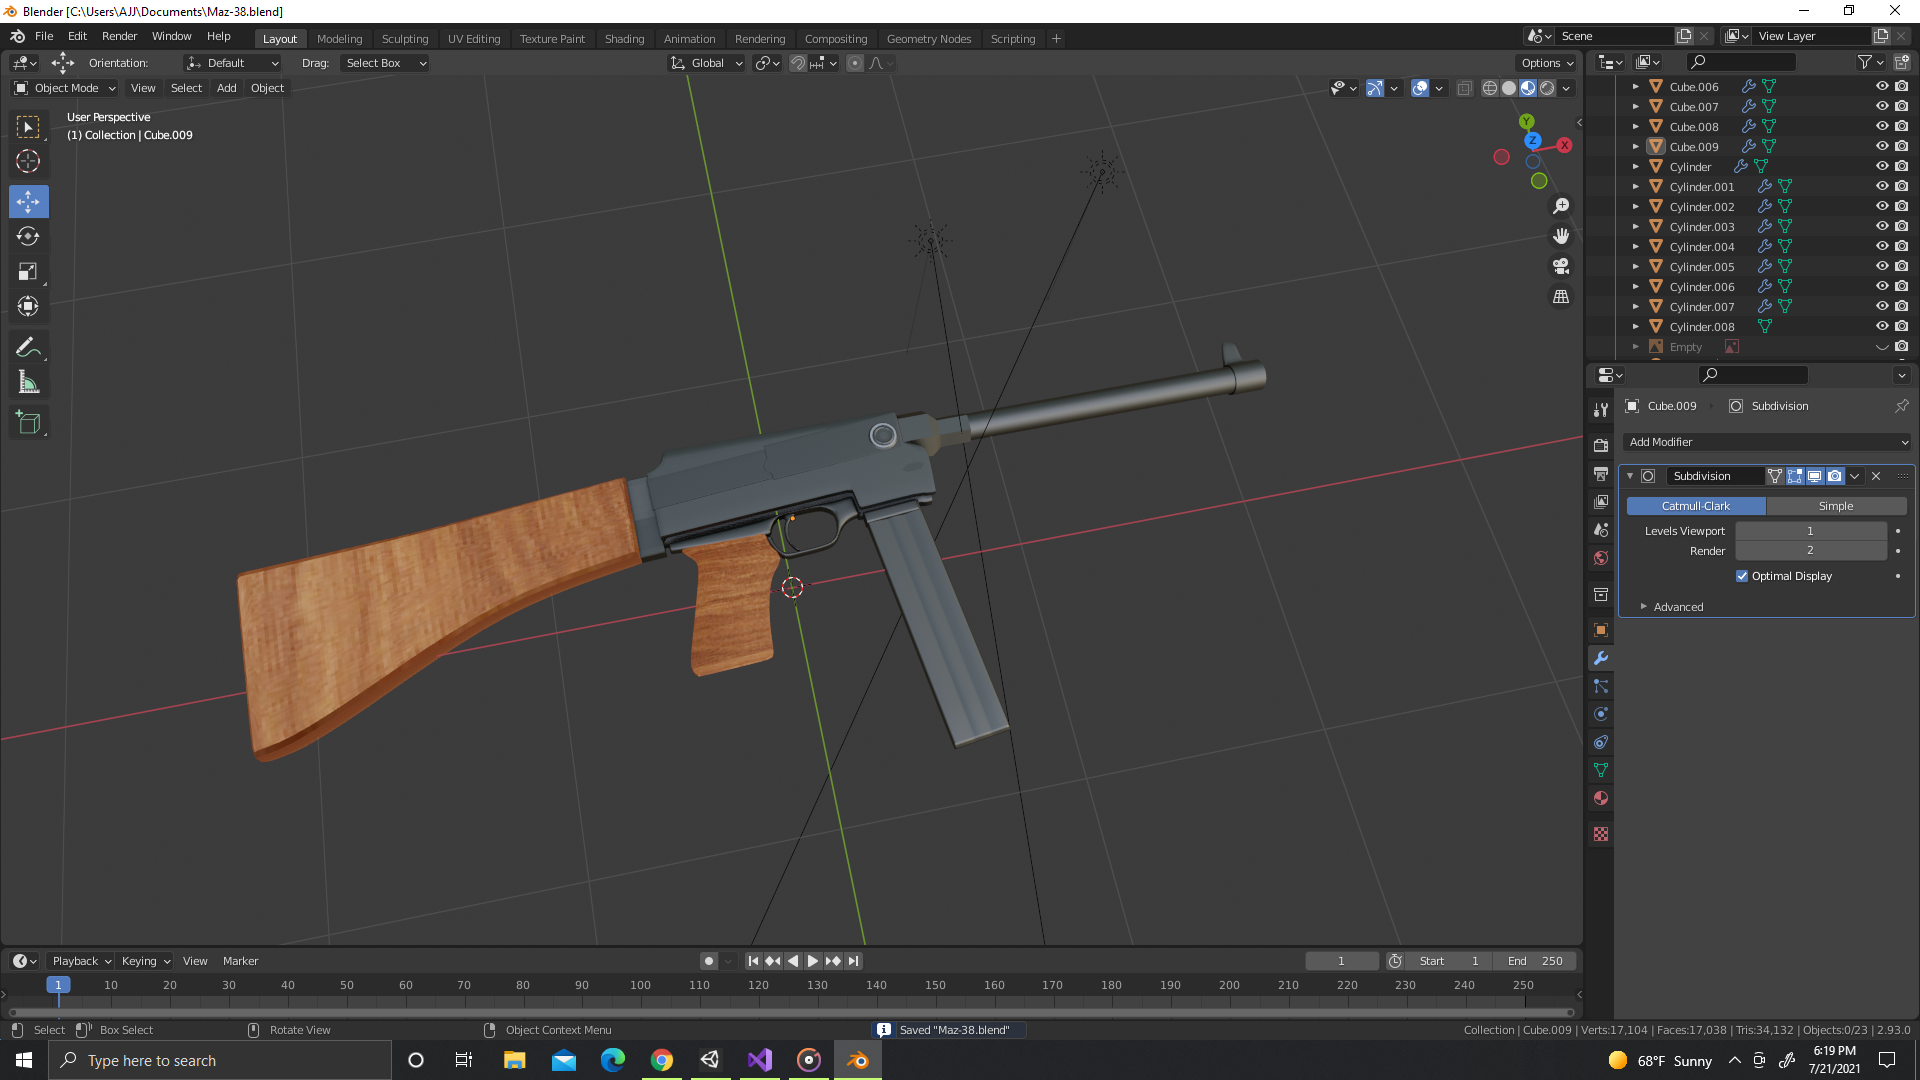 Blender [C:\Users\AJJ\Documents\Maz-38.blend]
File Edit Render Window Help Layout Modeling Sculpting UV Editing Texture Paint Shading Animation Rendering Compositing Geometry Nodes Scripting + Scene View Layer
Orientation: Default Drag: Select Box Global Options
Object Mode View Select Add Object
User Perspective
(1) Collection | Cube.009
Y
Z
X
Cube.006
Cube.007
Cube.008
Cube.009
Cylinder
Cylinder.001
Cylinder.002
Cylinder.003
Cylinder.004
Cylinder.005
Cylinder.006
Cylinder.007
Cylinder.008
Empty
Cube.009 Subdivision
Add Modifier
Subdivision
Catmull-Clark Simple
Levels Viewport 1
Render 2
Optimal Display
Advanced
Playback Keying View Marker 1 Start 1 End 250
1 10 20 30 40 50 60 70 80 90 100 110 120 130 140 150 160 170 180 190 200 210 220 230 240 250
Select Box Select Rotate View Object Context Menu Saved "Maz-38.blend" Collection | Cube.009 | Verts:17,104 | Faces:17,038 | Tris:34,132 | Objects:0/23 | 2.93.0
Type here to search 68°F Sunny 6:19 PM
7/21/2021